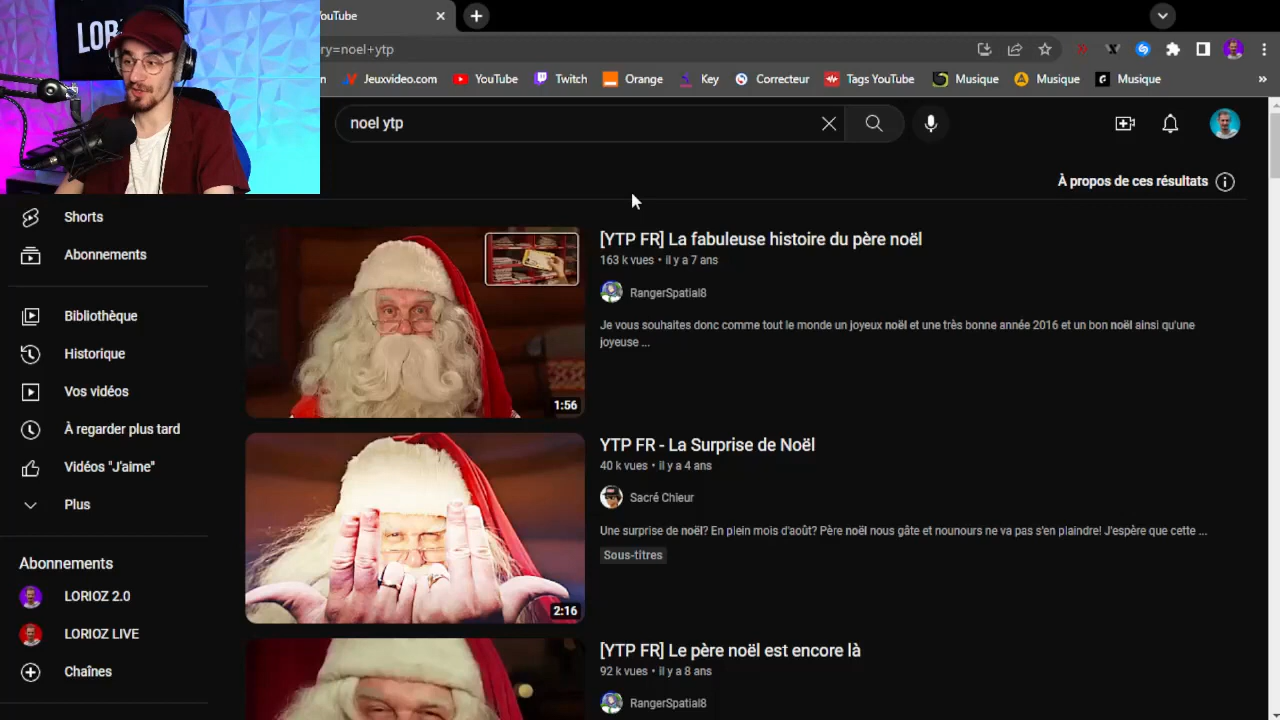 LOR
ouTube
ry=noel+ytp
n
Jeuxvideo.com
YouTube
Twitch
Orange
Key
Correcteur
Tags YouTube
Musique
Musique
Musique
»
noel ytp
À propos de ces résultats
Shorts
Abonnements
Bibliothèque
Historique
Vos vidéos
À regarder plus tard
Vidéos "J'aime"
Plus
Abonnements
LORIOZ 2.0
LORIOZ LIVE
Chaînes
1:56
[YTP FR] La fabuleuse histoire du père noël
163 k vues • il y a 7 ans
RangerSpatial8
Je vous souhaites donc comme tout le monde un joyeux noël et une très bonne année 2016 et un bon noël ainsi qu'une
joyeuse ...
2:16
YTP FR - La Surprise de Noël
40 k vues • il y a 4 ans
Sacré Chieur
Une surprise de noël? En plein mois d'août? Père noël nous gâte et nounours ne va pas s'en plaindre! J'espère que cette ...
Sous-titres
[YTP FR] Le père noël est encore là
92 k vues • il y a 8 ans
RangerSpatial8